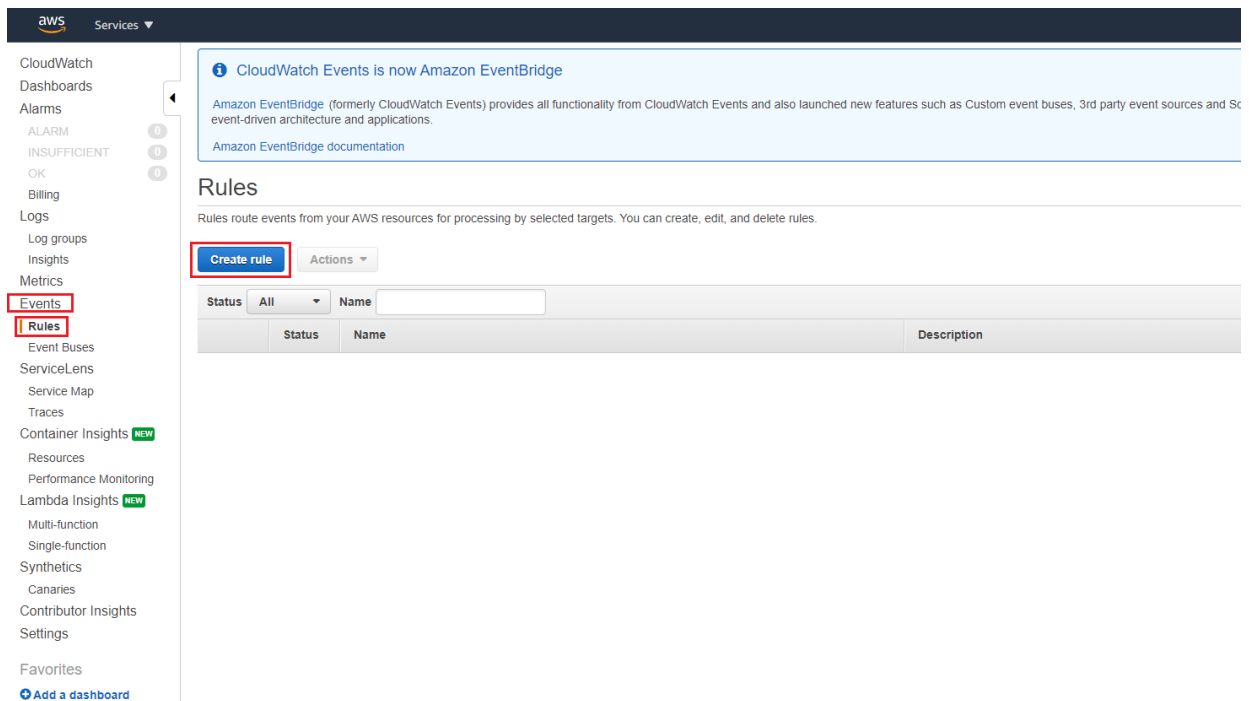 aws
Services
CloudWatch
Dashboards
Alarms
ALARM 0
INSUFFICIENT 0
OK 0
Billing
Logs
Log groups
Insights
Metrics
Events
Rules
Event Buses
ServiceLens
Service Map
Traces
Container Insights NEW
Resources
Performance Monitoring
Lambda Insights NEW
Multi-function
Single-function
Synthetics
Canaries
Contributor Insights
Settings
Favorites
Add a dashboard
CloudWatch Events is now Amazon EventBridge
Amazon EventBridge (formerly CloudWatch Events) provides all functionality from CloudWatch Events and also launched new features such as Custom event buses, 3rd party event sources and Sc
event-driven architecture and applications.
Amazon EventBridge documentation
Rules
Rules route events from your AWS resources for processing by selected targets. You can create, edit, and delete rules.
Create rule Actions
Status All Name
Status Name Description